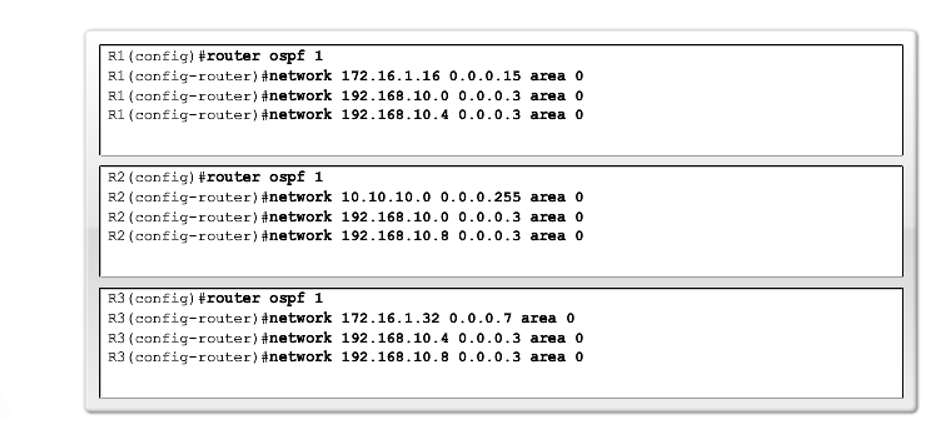 R1(config)#router ospf 1
R1(config-router)#network 172.16.1.16 0.0.0.15 area 0
R1(config-router)#network 192.168.10.0 0.0.0.3 area 0
R1(config-router)#network 192.168.10.4 0.0.0.3 area 0
R2(config)#router ospf 1
R2(config-router)#network 10.10.10.0 0.0.0.255 area 0
R2(config-router)#network 192.168.10.0 0.0.0.3 area 0
R2(config-router)#network 192.168.10.8 0.0.0.3 area 0
R3(config)#router ospf 1
R3(config-router)#network 172.16.1.32 0.0.0.7 area 0
R3(config-router)#network 192.168.10.4 0.0.0.3 area 0
R3(config-router)#network 192.168.10.8 0.0.0.3 area 0